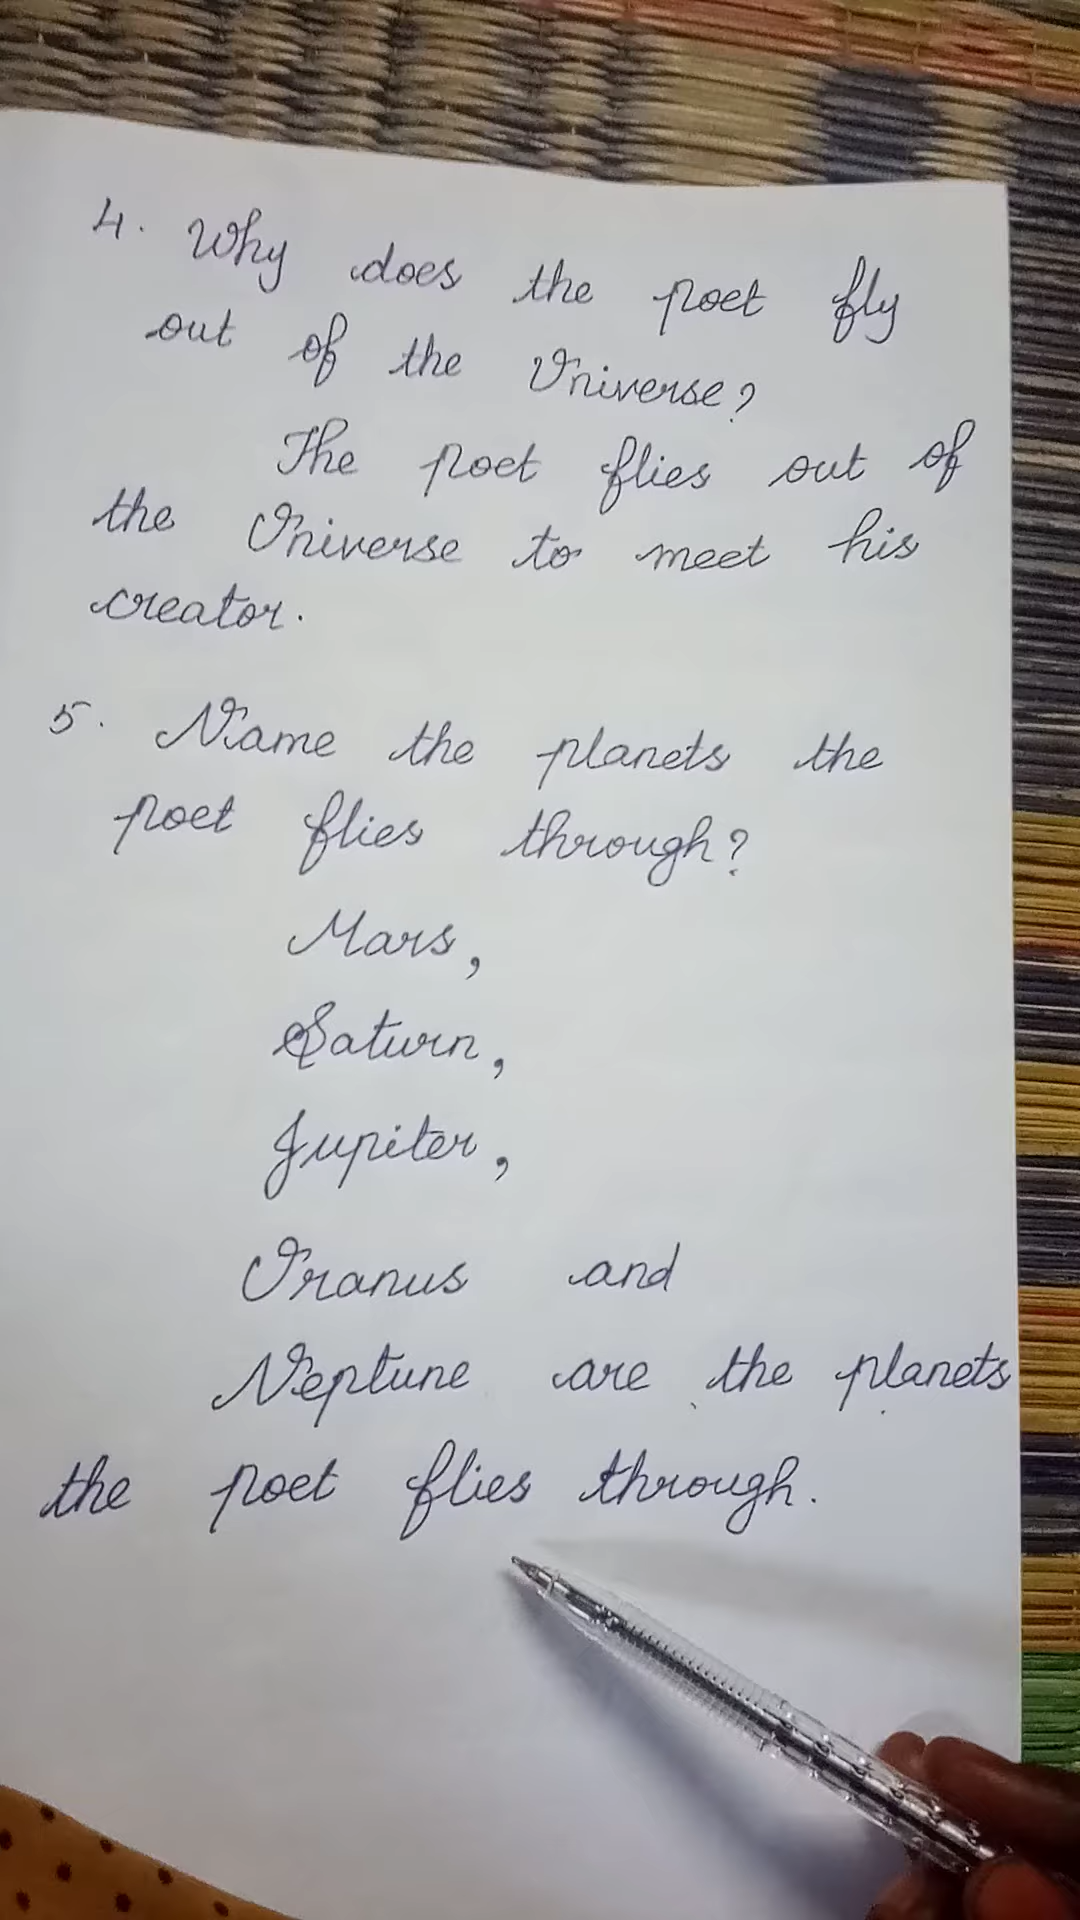 4. Why does the poet fly
out of the Universe?
The poet flies out of
the Universe to meet his
creator.
5. Name the planets the
poet flies through?
Mars,
Saturn,
Jupiter,
Uranus and
Neptune are the planets
the poet flies through.